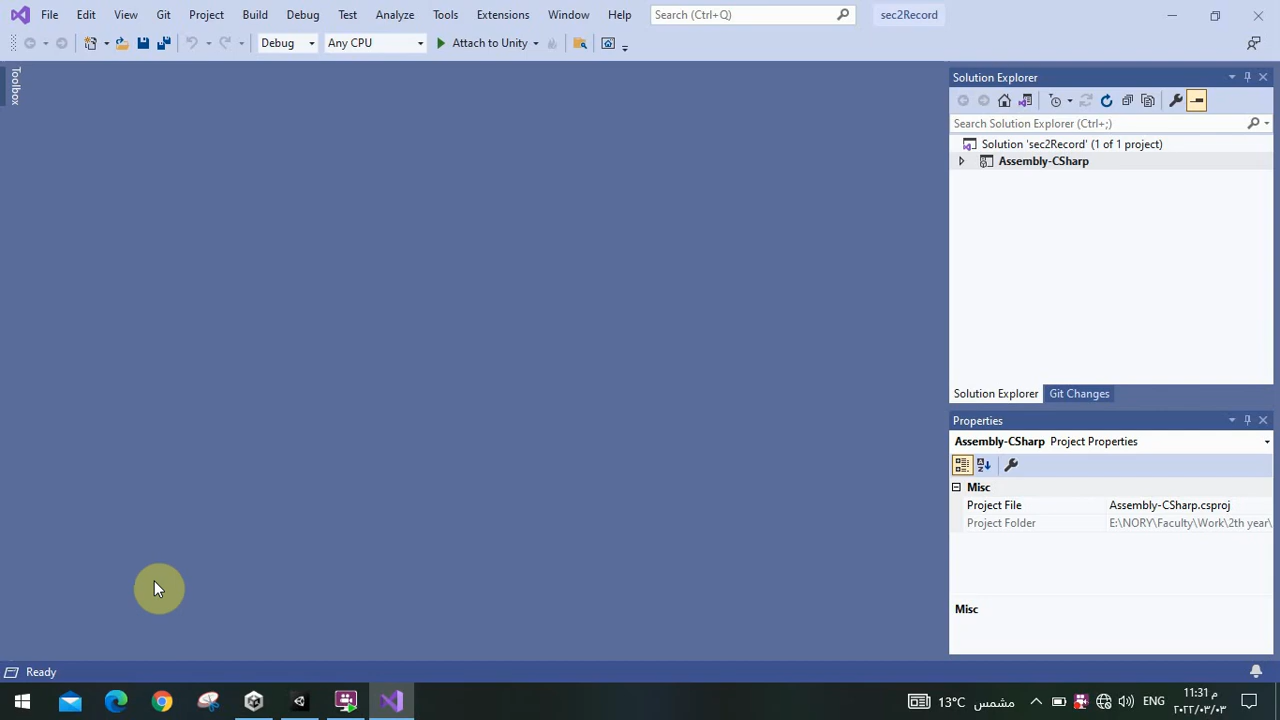 File Edit View Git Project Build Debug Test Analyze Tools Extensions Window Help Search (Ctrl+Q) sec2Record
Debug Any CPU Attach to Unity
Toolbox
Solution Explorer
Search Solution Explorer (Ctrl+;)
Solution 'sec2Record' (1 of 1 project)
Assembly-CSharp
Solution Explorer Git Changes
Properties
Assembly-CSharp Project Properties
Misc
Project File Assembly-CSharp.csproj
Project Folder E:\NORY\Faculty\Work\2th year\
Misc
Ready
13°C مشمس ENG 11:31 م
٢٠٢٢/٠٣/٠٣